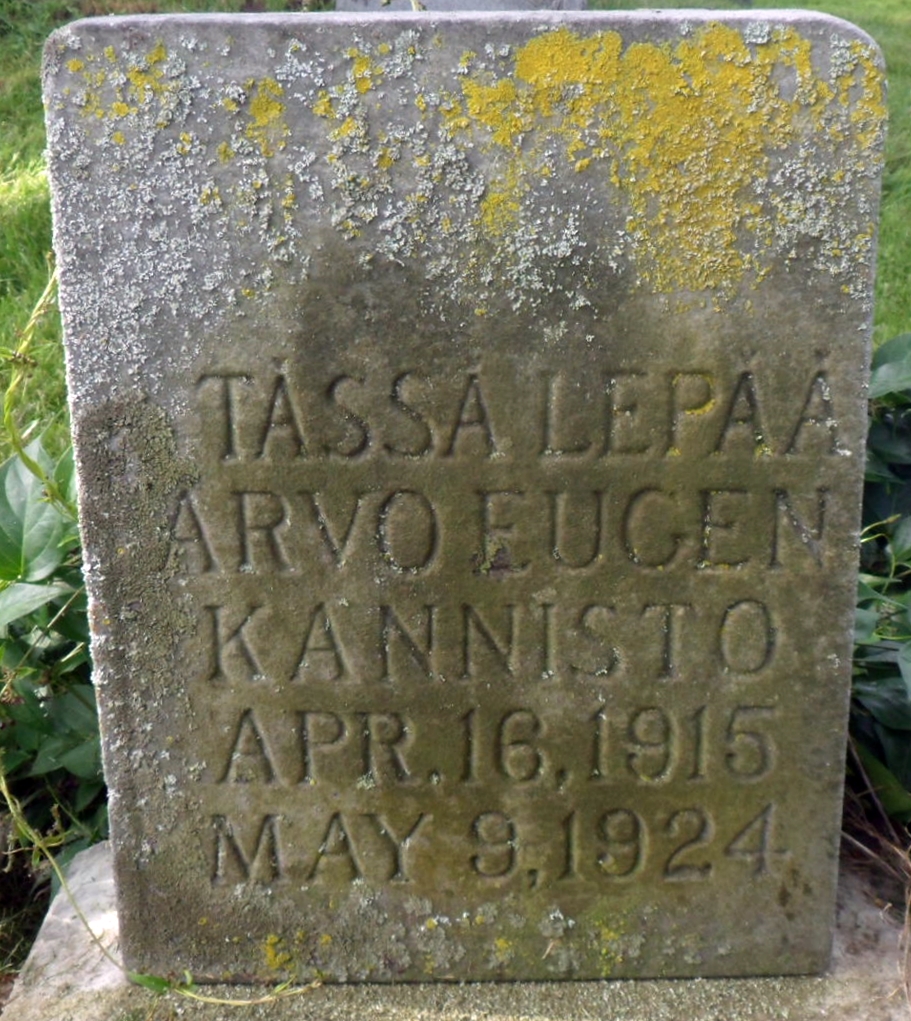 TÄSSÄ LEPÄÄ
ARVO EUGEN
KANNISTO
APR. 16, 1915
MAY 9, 1924